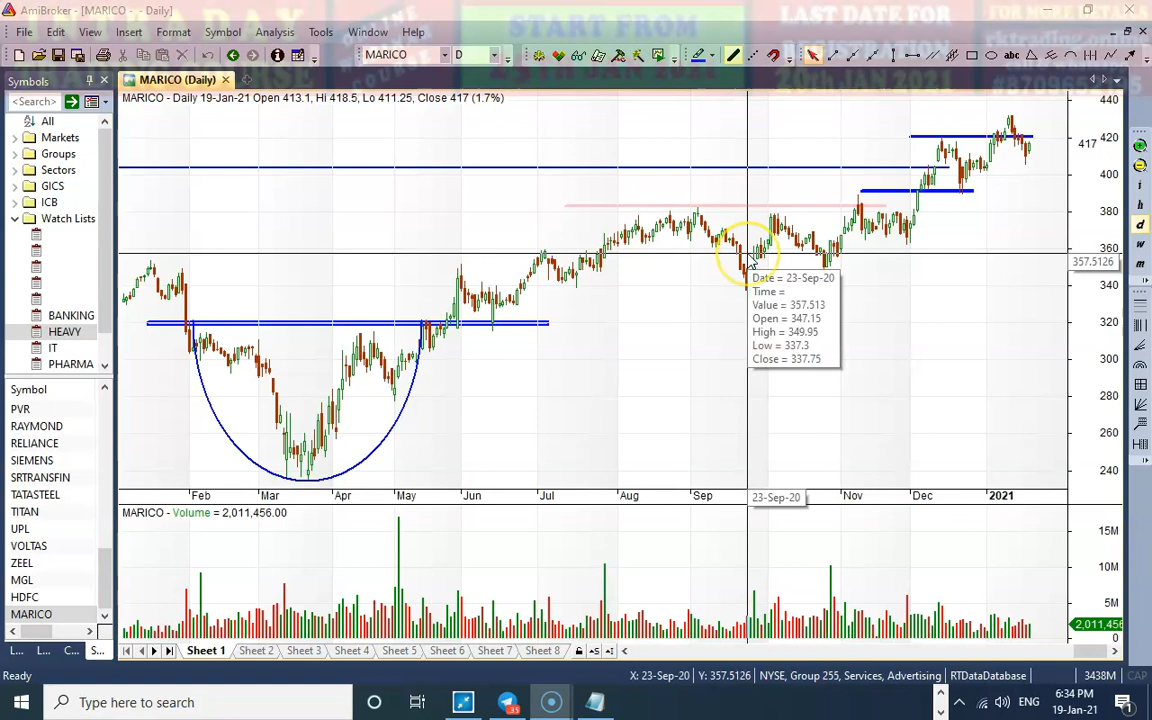 AmiBroker - [MARICO - - Daily]
File Edit View Insert Format Symbol Analysis Tools Window Help
START FROM
LAST DATE FOR
MARICO D
Symbols
MARICO (Daily)
<Search>
MARICO - Daily 19-Jan-21 Open 413.1, Hi 418.5, Lo 411.25, Close 417 (1.7%)
All
Markets
Groups
Sectors
GICS
ICB
Watch Lists
BANKING
HEAVY
IT
PHARMA
440
420
417
400
380
360
357.5126
340
320
300
280
260
240
Date = 23-Sep-20
Time =
Value = 357.513
Open = 347.15
High = 349.95
Low = 337.3
Close = 337.75
Symbol
PVR
RAYMOND
RELIANCE
SIEMENS
SRTRANSFIN
TATASTEEL
TITAN
UPL
VOLTAS
ZEEL
MGL
HDFC
MARICO
Feb Mar Apr May Jun Jul Aug Sep 23-Sep-20 Nov Dec 2021
MARICO - Volume = 2,011,456.00
15M
10M
5M
2,011,456
0
i
h
d
w
m
L... L... C... S...
Sheet 1 Sheet 2 Sheet 3 Sheet 4 Sheet 5 Sheet 6 Sheet 7 Sheet 8
Ready X: 23-Sep-20 Y: 357.5126 NYSE, Group 255, Services, Advertising RTDataDatabase 3438M CAP
Type here to search
35
ENG
6:34 PM
19-Jan-21
1